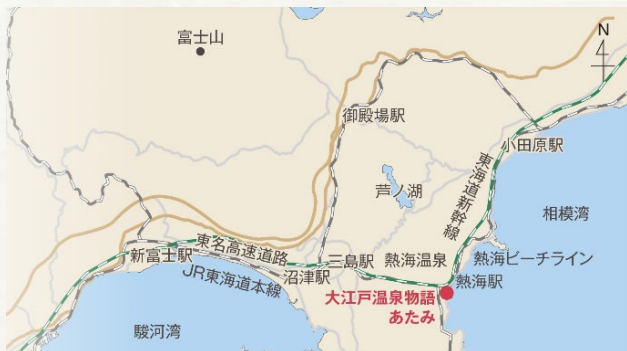 富士山
N
御殿場駅
小田原駅
東海道新幹線
芦ノ湖
相模湾
東名高速道路
新富士駅
三島駅
熱海温泉
熱海ビーチライン
沼津駅
JR東海道本線
熱海駅
大江戸温泉物語
あたみ
駿河湾